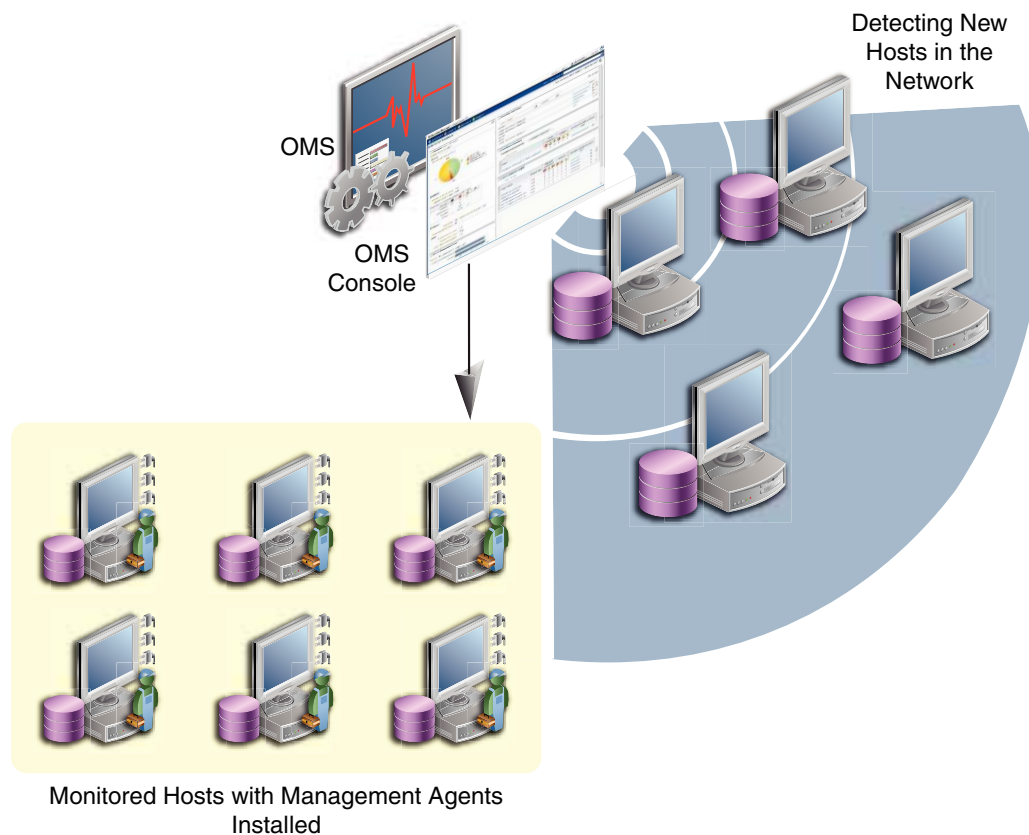 Detecting New
Hosts in the
Network
OMS
OMS
Console
Monitored Hosts with Management Agents
Installed